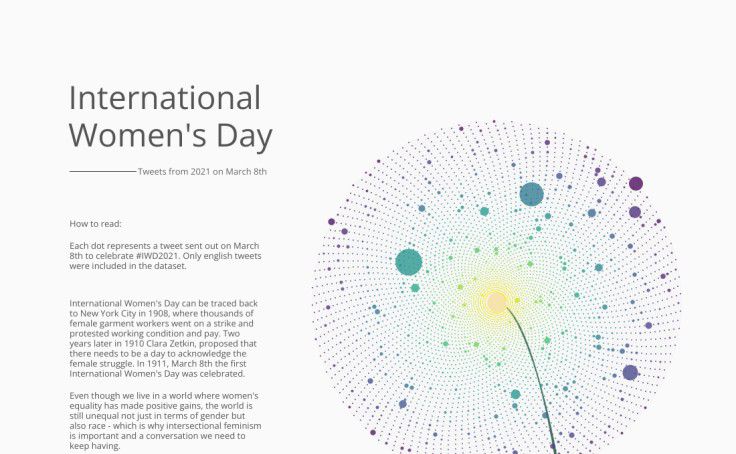 International
Women's Day
Tweets from 2021 on March 8th
How to read:
Each dot represents a tweet sent out on March
8th to celebrate #IWD2021. Only english tweets
were included in the dataset.
International Women's Day can be traced back
to New York City in 1908, where thousands of
female garment workers went on a strike and
protested working condition and pay. Two
years later in 1910 Clara Zetkin, proposed that
there needs to be a day to acknowledge the
female struggle. In 1911, March 8th the first
International Women's Day was celebrated.
Even though we live in a world where women's
equality has made positive gains, the world is
still unequal not just in terms of gender but
also race - which is why intersectional feminism
is important and a conversation we need to
keep having.